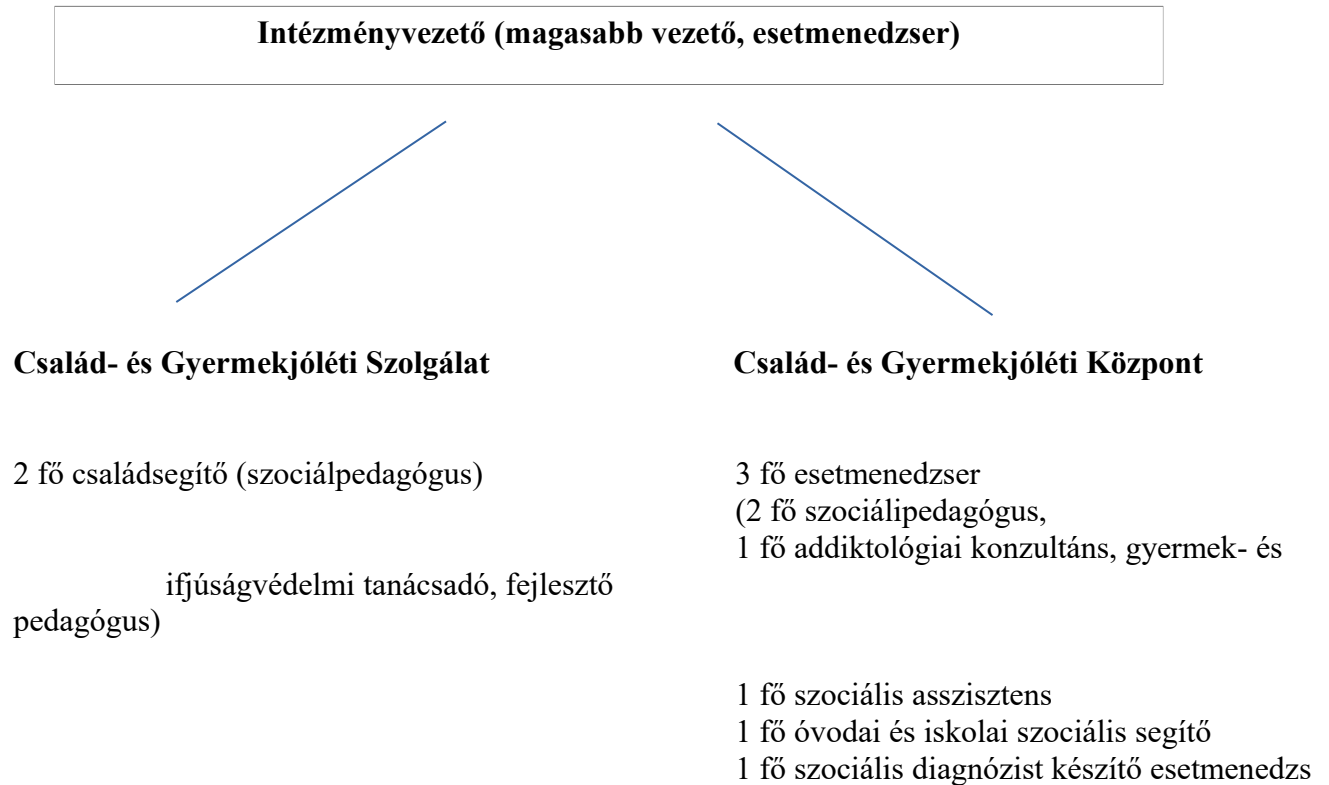 Intézményvezető (magasabb vezető, esetmenedzser)
Család- és Gyermekjóléti Szolgálat
Család- és Gyermekjóléti Központ
2 fő családsegítő (szociálpedagógus)
3 fő esetmenedzser
(2 fő szociálipedagógus,
1 fő addiktológiai konzultáns, gyermek- és
ifjúságvédelmi tanácsadó, fejlesztő
pedagógus)
1 fő szociális asszisztens
1 fő óvodai és iskolai szociális segítő
1 fő szociális diagnózist készítő esetmenedzs